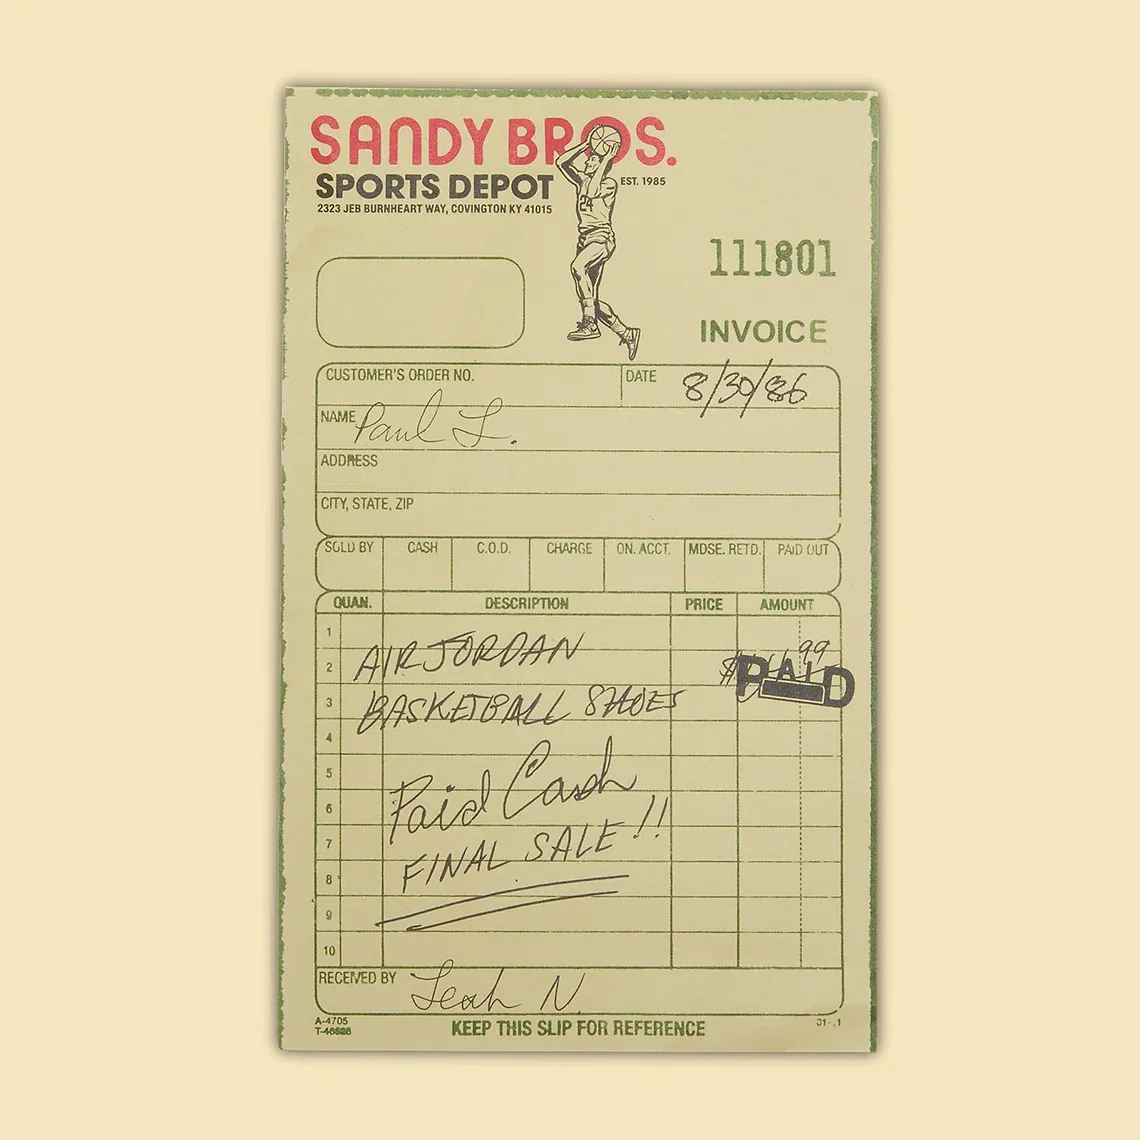 SANDY BROS.
SPORTS DEPOT
EST. 1985
2323 JEB BURNHEART WAY, COVINGTON KY 41015
24
111801
INVOICE
CUSTOMER'S ORDER NO.
DATE 8/30/86
NAME Paul L.
ADDRESS
CITY, STATE, ZIP
SOLD BY CASH C.O.D. CHARGE ON. ACCT. MDSE. RETD. PAID OUT
QUAN. DESCRIPTION PRICE AMOUNT
1
AIR JORDAN
2
99
PAID
3
BASKETBALL SHOES
4
5
Paid Cash
6
7
FINAL SALE!!
8
9
10
RECEIVED BY Leah N.
A-4705
KEEP THIS SLIP FOR REFERENCE